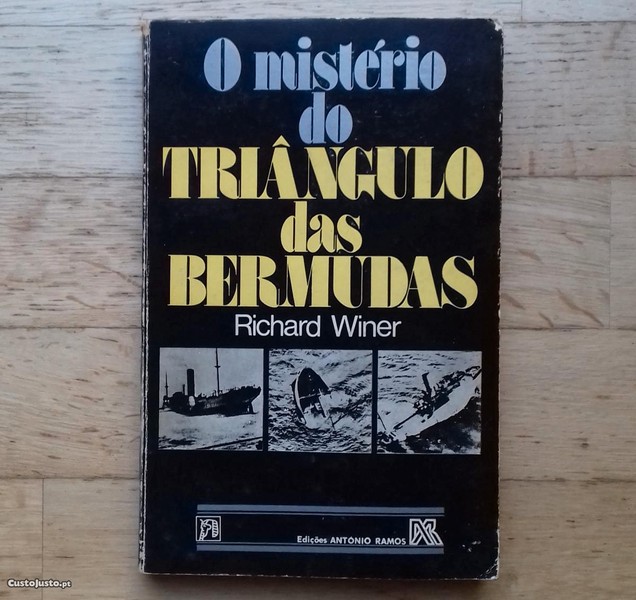 O mistério
do
TRIÂNGULO
das
BERMUDAS
Richard Winer
Edições ANTÓNIO RAMOS
CustoJusto.pt